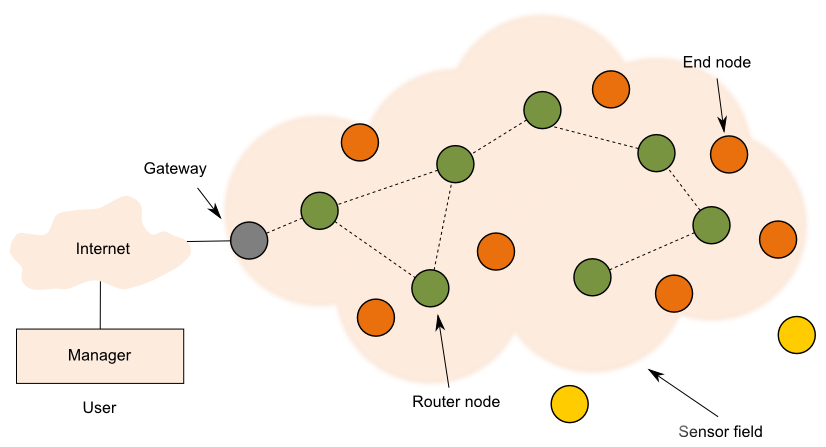 End node
Gateway
Internet
Manager
Router node
User
Sensor field